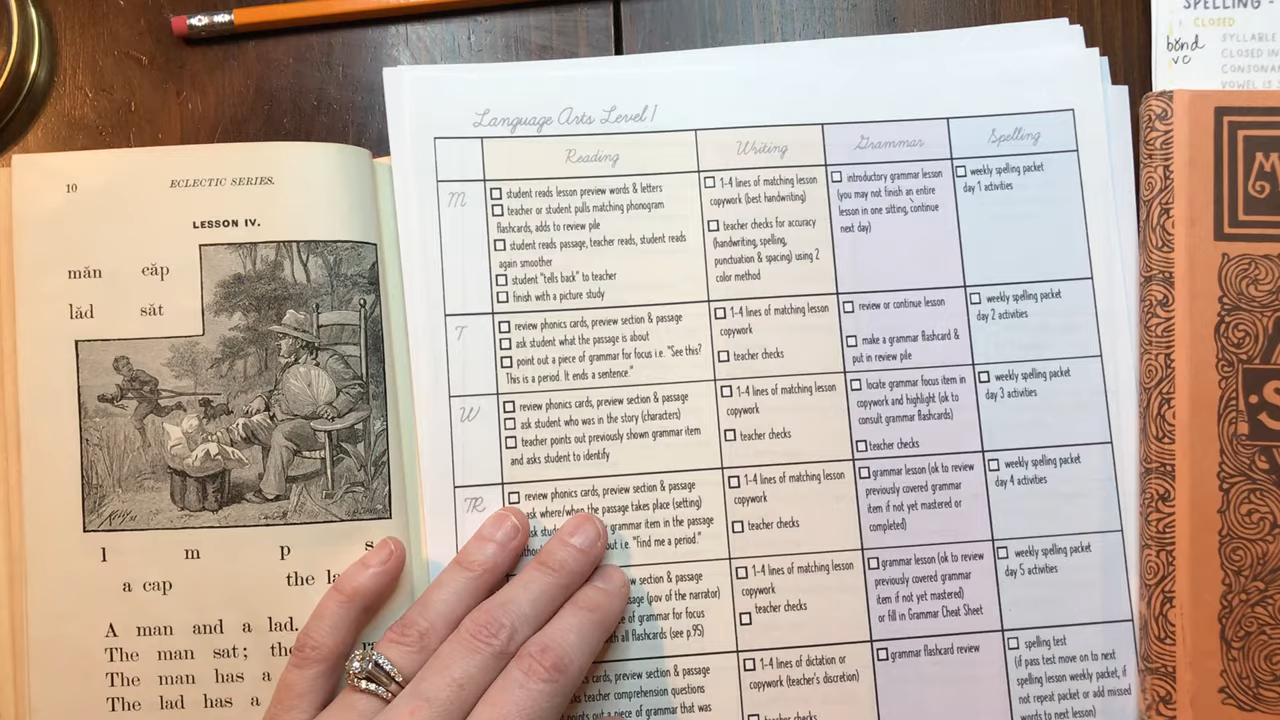 10
ECLECTIC SERIES.
LESSON IV.
măn căp
lăd săt
l m p s
a cap the
A man and a lad.
The man sat;
The man has a
The lad has a
Language Arts Level 1
Reading
Writing
Grammar
Spelling
M
student reads lesson preview words & letters
teacher or student pulls matching phonogram
flashcards, adds to review pile
student reads passage, teacher reads, student reads
again smoother
student "tells back" to teacher
finish with a picture study
1-4 lines of matching lesson
copywork (best handwriting)
teacher checks for accuracy
(handwriting, spelling,
punctuation & spacing) using 2
color method
introductory grammar lesson
(you may not finish an entire
lesson in one sitting, continue
next day)
weekly spelling packet
day 1 activities
T
review phonics cards, preview section & passage
ask student what the passage is about
point out a piece of grammar for focus i.e. "See this?
This is a period. It ends a sentence."
1-4 lines of matching lesson
copywork
teacher checks
review or continue lesson
make a grammar flashcard &
put in review pile
weekly spelling packet
day 2 activities
W
review phonics cards, preview section & passage
ask student who was in the story (characters)
teacher points out previously shown grammar item
and asks student to identify
1-4 lines of matching lesson
copywork
teacher checks
locate grammar focus item in
copywork and highlight (ok to
consult grammar flashcards)
teacher checks
weekly spelling packet
day 3 activities
TR
review phonics cards, preview section & passage
ask where/when the passage takes place (setting)
grammar item in the passage
i.e. "Find me a period."
1-4 lines of matching lesson
copywork
teacher checks
grammar lesson (ok to review
previously covered grammar
item if not yet mastered or
completed)
weekly spelling packet
day 4 activities
section & passage
(pov of the narrator)
of grammar for focus
all flashcards (see p.95)
1-4 lines of matching lesson
copywork
teacher checks
grammar lesson (ok to review
previously covered grammar
item if not yet mastered)
or fill in Grammar Cheat Sheet
weekly spelling packet
day 5 activities
cards, preview section & passage
teacher comprehension questions
points out a piece of grammar that was
1-4 lines of dictation or
copywork (teacher's discretion)
teacher checks
grammar flashcard review
spelling test
(if pass test move on to next
spelling lesson weekly packet, if
not repeat packet or add missed
words to next lesson)
SPELLING -
CLOSED
bŏnd
vc
SYLLABLE
CLOSED IN
CONSONAN
VOWEL IS S